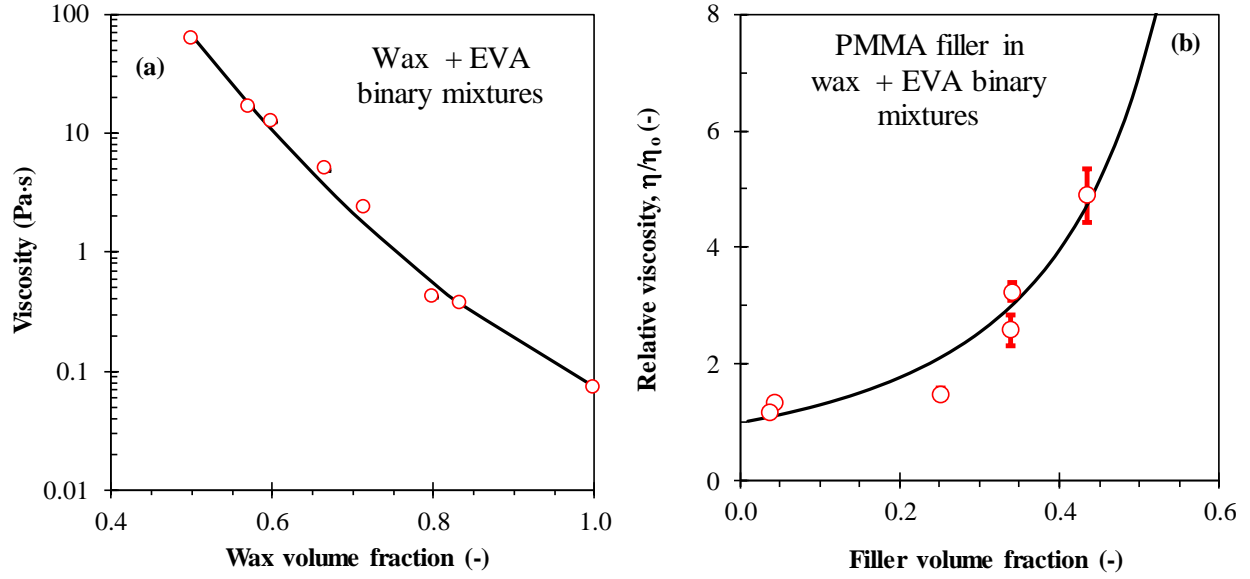 100
10
1
0.1
0.01
0.4
0.6
0.8
1.0
Viscosity (Pa·s)
Wax volume fraction (-)
(a)
Wax + EVA
binary mixtures
8
6
4
2
0
0.0
0.2
0.4
0.6
Relative viscosity, η/ηo (-)
Filler volume fraction (-)
PMMA filler in
wax + EVA binary
mixtures
(b)